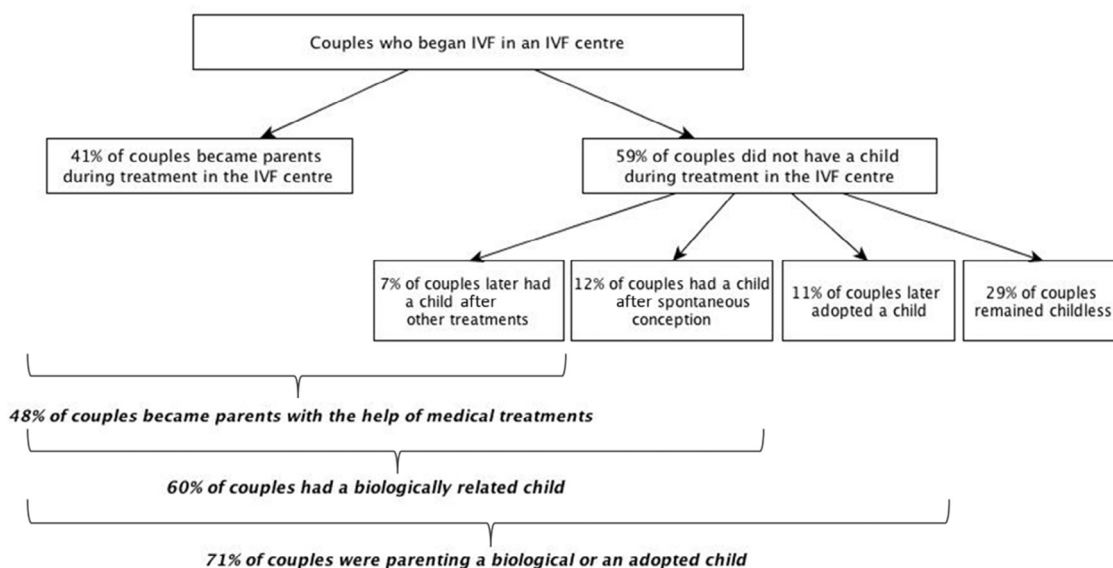 Couples who began IVF in an IVF centre
41% of couples became parents
during treatment in the IVF centre
59% of couples did not have a child
during treatment in the IVF centre
7% of couples later had
a child after
other treatments
12% of couples had a child
after spontaneous
conception
11% of couples later
adopted a child
29% of couples
remained childless
48% of couples became parents with the help of medical treatments
60% of couples had a biologically related child
71% of couples were parenting a biological or an adopted child